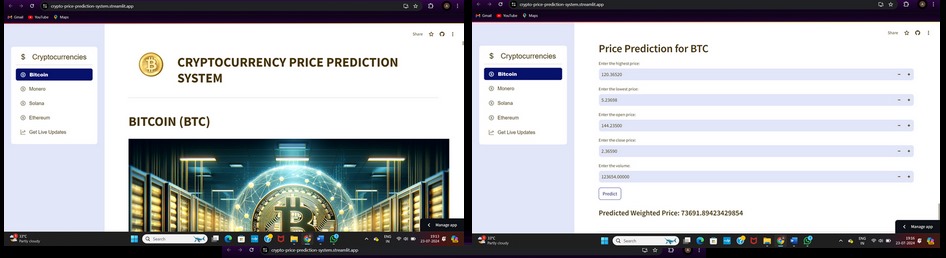 crypto-price-prediction-system.streamlit.app
Gmail YouTube Maps
Share
$ Cryptocurrencies
Bitcoin
Monero
Solana
Ethereum
Get Live Updates
CRYPTOCURRENCY PRICE PREDICTION
SYSTEM
BITCOIN (BTC)
Manage app
33°C
Partly cloudy
Search
ENG
IN
19:13
23-07-2024
crypto-price-prediction-system.streamlit.app
Gmail YouTube Maps
Share
$ Cryptocurrencies
Bitcoin
Monero
Solana
Ethereum
Get Live Updates
Price Prediction for BTC
Enter the highest price:
120.36520
Enter the lowest price:
5.23698
Enter the open price:
144.23500
Enter the close price:
2.36590
Enter the volume:
123654.00000
Predict
Predicted Weighted Price: 73691.89423429854
Manage app
33°C
Partly cloudy
Search
ENG
IN
19:16
23-07-2024
crypto-price-prediction-system.streamlit.app